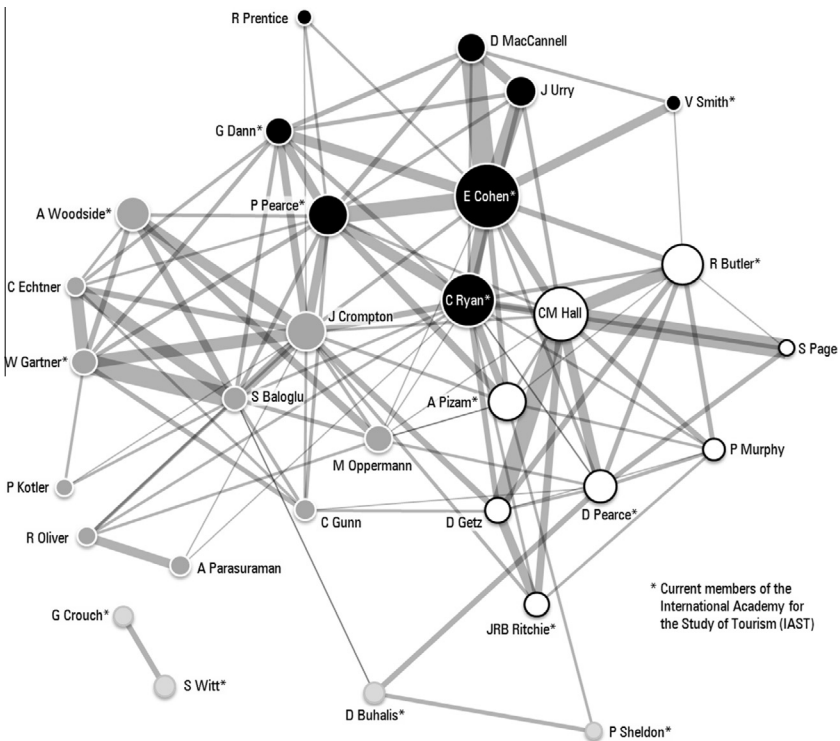 R Prentice
D MacCannell
J Urry
V Smith*
G Dann*
E Cohen*
P Pearce*
A Woodside*
R Butler*
C Echtner
C Ryan*
CM Hall
J Crompton
S Page
W Gartner*
S Baloglu
A Pizam*
P Murphy
M Oppermann
P Kotler
D Pearce*
C Gunn
D Getz
R Oliver
A Parasuraman
* Current members of the
International Academy for
the Study of Tourism (IAST)
G Crouch*
JRB Ritchie*
S Witt*
D Buhalis*
P Sheldon*